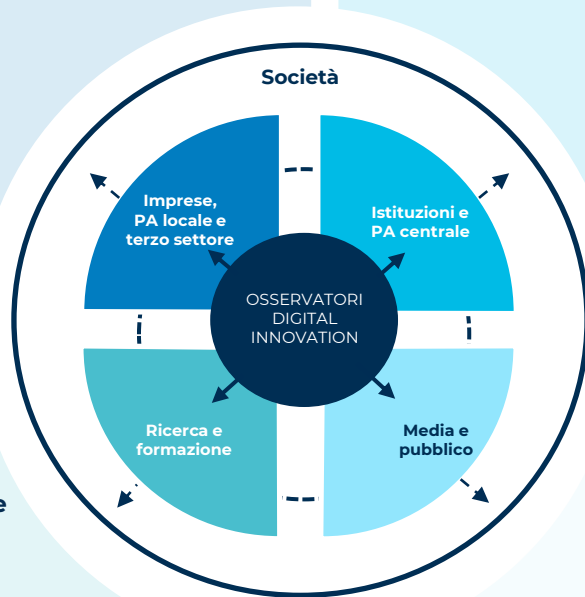 Società
Imprese,
PA locale e
terzo settore
Istituzioni e
PA centrale
OSSERVATORI
DIGITAL
INNOVATION
Ricerca e
formazione
Media e
pubblico
e